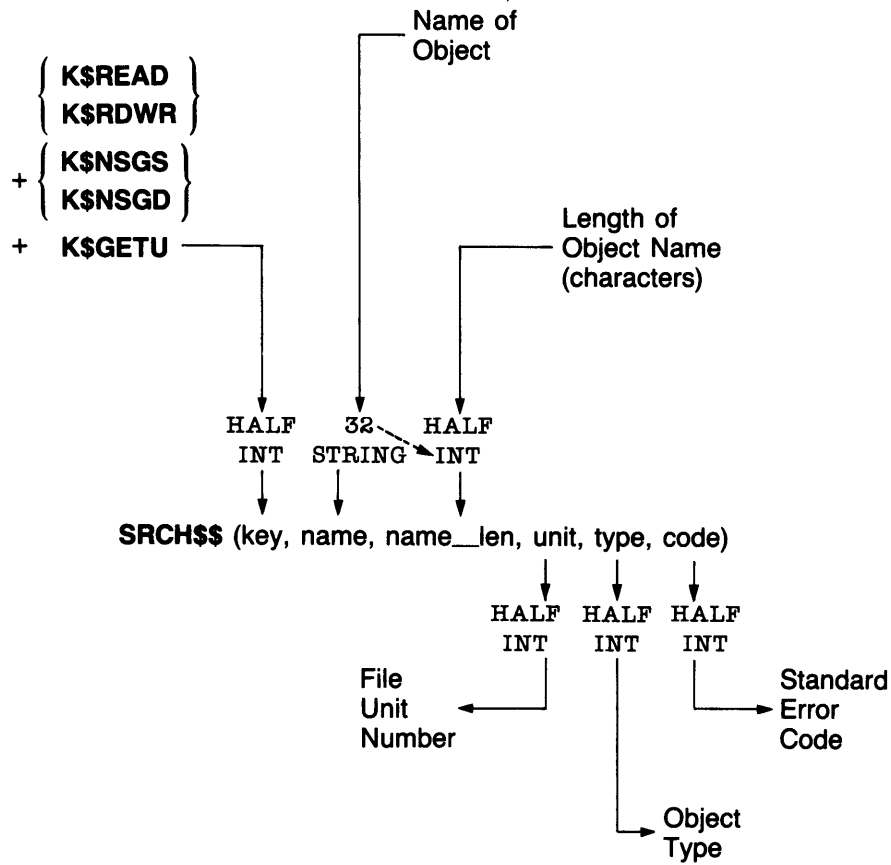 Name of
Object
K$READ
K$RDWR
+ K$NSGS
K$NSGD
+ K$GETU
Length of
Object Name
(characters)
HALF 32 HALF
INT STRING INT
SRCH$$ (key, name, name__len, unit, type, code)
HALF HALF HALF
INT INT INT
File
Unit
Number
Standard
Error
Code
Object
Type